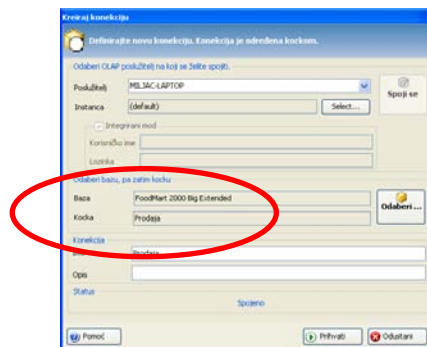 Kreiraj konekciju
Definirajte novu konekciju. Konekcija je određena kockom.
Odaberi OLAP poslužitelj na koji se želite spojiti.
Poslužitelj MILJAC-LAPTOP
Spoji se
Instanca (default) Select...
Integrirani mod
Korisničko ime
Lozinka
Odaberi bazu, pa zatim kocku
Baza FoodMart 2000 Big Extended
Odaberi ...
Kocka Prodaja
Konekcija
Prodaja
Opis
Status
Spojeno
Pomoć Prihvati Odustani